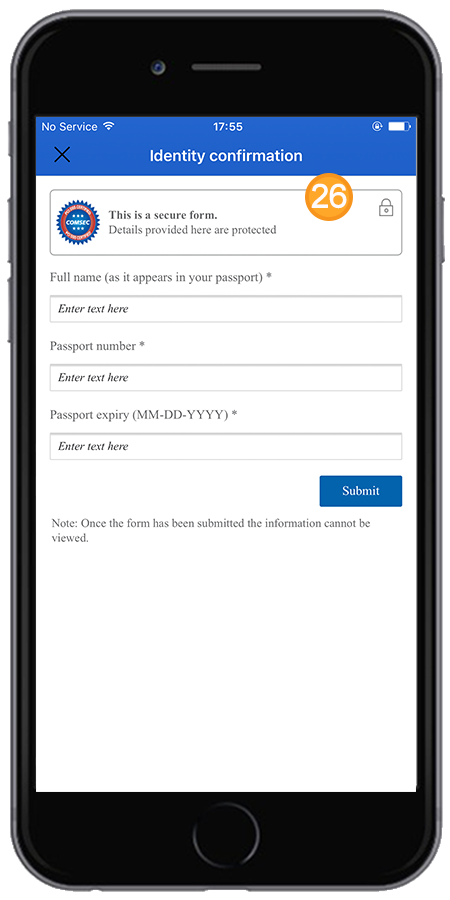 No Service 17:55
Identity confirmation
26
This is a secure form.
COMSEC
Details provided here are protected
Full name (as it appears in your passport) *
Enter text here
Passport number *
Enter text here
Passport expiry (MM-DD-YYYY) *
Enter text here
Submit
Note: Once the form has been submitted the information cannot be
viewed.